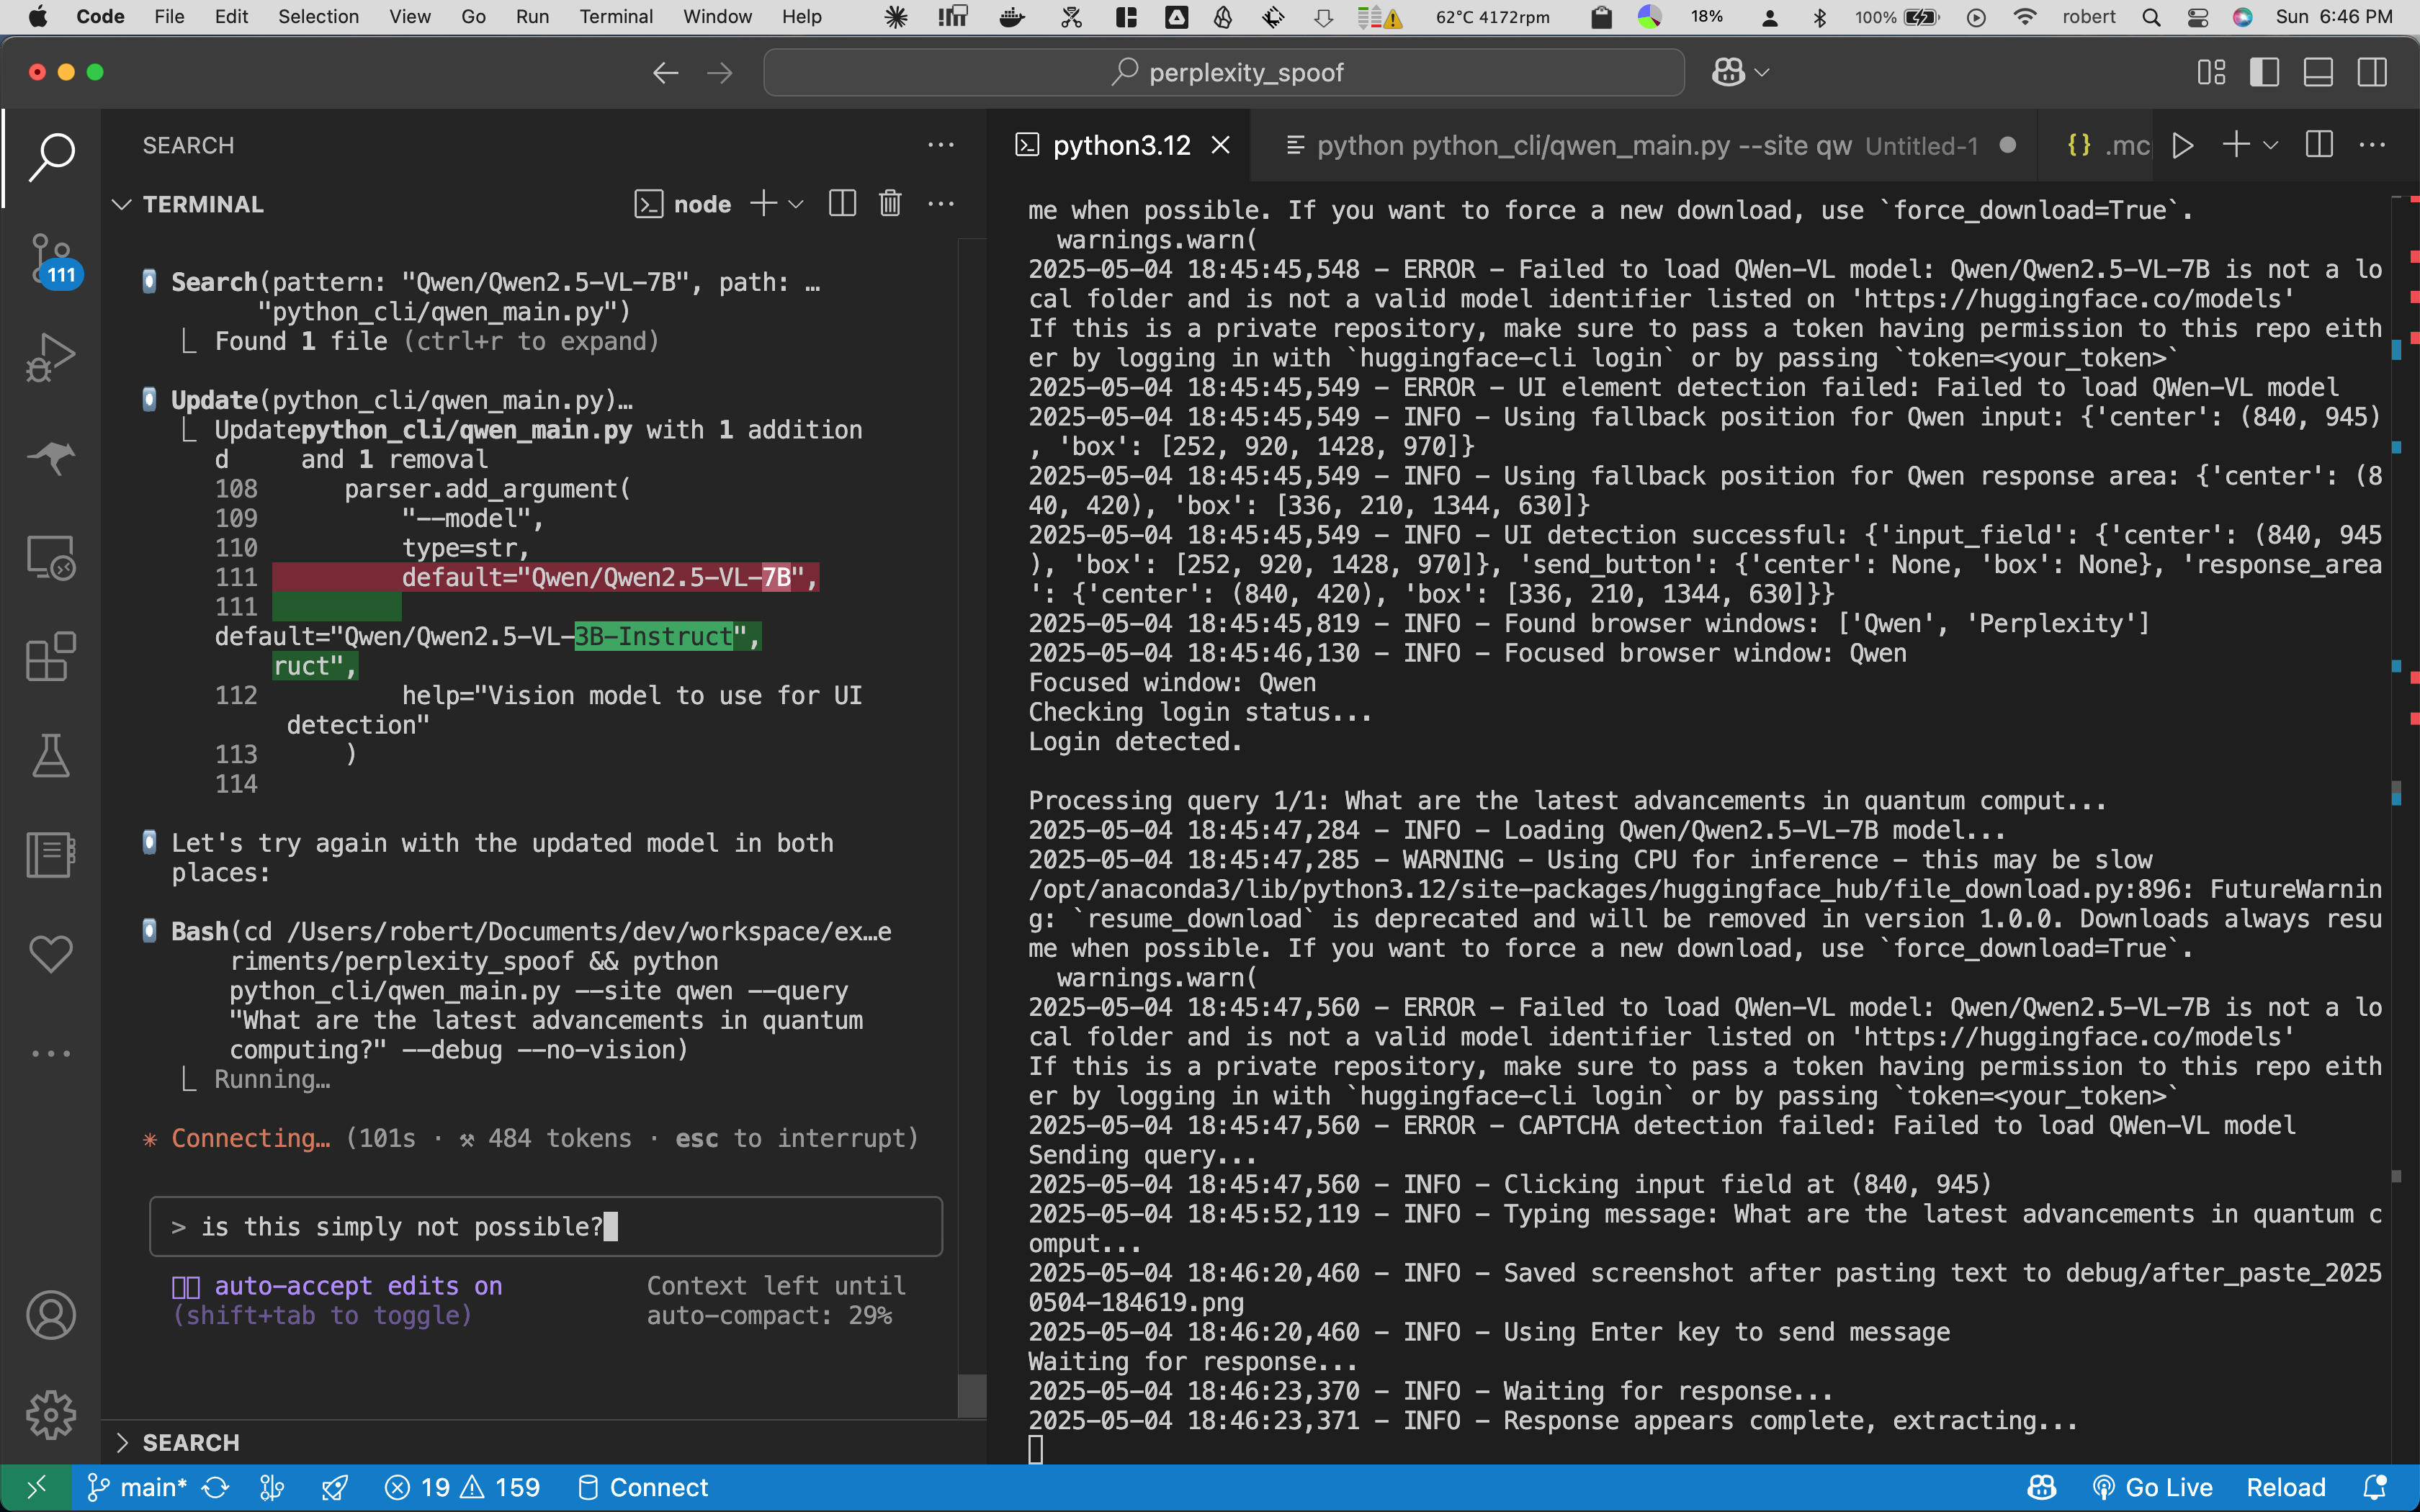 Code File Edit Selection View Go Run Terminal Window Help 62°C 4172rpm 18% 100% robert Sun 6:46 PM
perplexity_spoof
SEARCH
TERMINAL
node
111
Search(pattern: "Qwen/Qwen2.5-VL-7B", path: …
"python_cli/qwen_main.py")
Found 1 file (ctrl+r to expand)
Update(python_cli/qwen_main.py)…
Updatepython_cli/qwen_main.py with 1 addition
d and 1 removal
108 parser.add_argument(
109 "--model",
110 type=str,
111 default="Qwen/Qwen2.5-VL-7B",
111
default="Qwen/Qwen2.5-VL-3B-Instruct",
ruct",
112 help="Vision model to use for UI
detection"
113 )
114
Let's try again with the updated model in both
places:
Bash(cd /Users/robert/Documents/dev/workspace/ex…e
riments/perplexity_spoof && python
python_cli/qwen_main.py --site qwen --query
"What are the latest advancements in quantum
computing?" --debug --no-vision)
Running…
Connecting… (101s · ⚒ 484 tokens · esc to interrupt)
> is this simply not possible?
auto-accept edits on
(shift+tab to toggle)
Context left until
auto-compact: 29%
SEARCH
python3.12
python python_cli/qwen_main.py --site qw Untitled-1
{} .mc
me when possible. If you want to force a new download, use `force_download=True`.
warnings.warn(
2025-05-04 18:45:45,548 - ERROR - Failed to load QWen-VL model: Qwen/Qwen2.5-VL-7B is not a lo
cal folder and is not a valid model identifier listed on 'https://huggingface.co/models'
If this is a private repository, make sure to pass a token having permission to this repo eith
er by logging in with `huggingface-cli login` or by passing `token=<your_token>`
2025-05-04 18:45:45,549 - ERROR - UI element detection failed: Failed to load QWen-VL model
2025-05-04 18:45:45,549 - INFO - Using fallback position for Qwen input: {'center': (840, 945)
, 'box': [252, 920, 1428, 970]}
2025-05-04 18:45:45,549 - INFO - Using fallback position for Qwen response area: {'center': (8
40, 420), 'box': [336, 210, 1344, 630]}
2025-05-04 18:45:45,549 - INFO - UI detection successful: {'input_field': {'center': (840, 945
), 'box': [252, 920, 1428, 970]}, 'send_button': {'center': None, 'box': None}, 'response_area
': {'center': (840, 420), 'box': [336, 210, 1344, 630]}}
2025-05-04 18:45:45,819 - INFO - Found browser windows: ['Qwen', 'Perplexity']
2025-05-04 18:45:46,130 - INFO - Focused browser window: Qwen
Focused window: Qwen
Checking login status...
Login detected.
Processing query 1/1: What are the latest advancements in quantum comput...
2025-05-04 18:45:47,284 - INFO - Loading Qwen/Qwen2.5-VL-7B model...
2025-05-04 18:45:47,285 - WARNING - Using CPU for inference - this may be slow
/opt/anaconda3/lib/python3.12/site-packages/huggingface_hub/file_download.py:896: FutureWarnin
g: `resume_download` is deprecated and will be removed in version 1.0.0. Downloads always resu
me when possible. If you want to force a new download, use `force_download=True`.
warnings.warn(
2025-05-04 18:45:47,560 - ERROR - Failed to load QWen-VL model: Qwen/Qwen2.5-VL-7B is not a lo
cal folder and is not a valid model identifier listed on 'https://huggingface.co/models'
If this is a private repository, make sure to pass a token having permission to this repo eith
er by logging in with `huggingface-cli login` or by passing `token=<your_token>`
2025-05-04 18:45:47,560 - ERROR - CAPTCHA detection failed: Failed to load QWen-VL model
Sending query...
2025-05-04 18:45:47,560 - INFO - Clicking input field at (840, 945)
2025-05-04 18:45:52,119 - INFO - Typing message: What are the latest advancements in quantum c
omput...
2025-05-04 18:46:20,460 - INFO - Saved screenshot after pasting text to debug/after_paste_2025
0504-184619.png
2025-05-04 18:46:20,460 - INFO - Using Enter key to send message
Waiting for response...
2025-05-04 18:46:23,370 - INFO - Waiting for response...
2025-05-04 18:46:23,371 - INFO - Response appears complete, extracting...
main* 19 159 Connect Go Live Reload